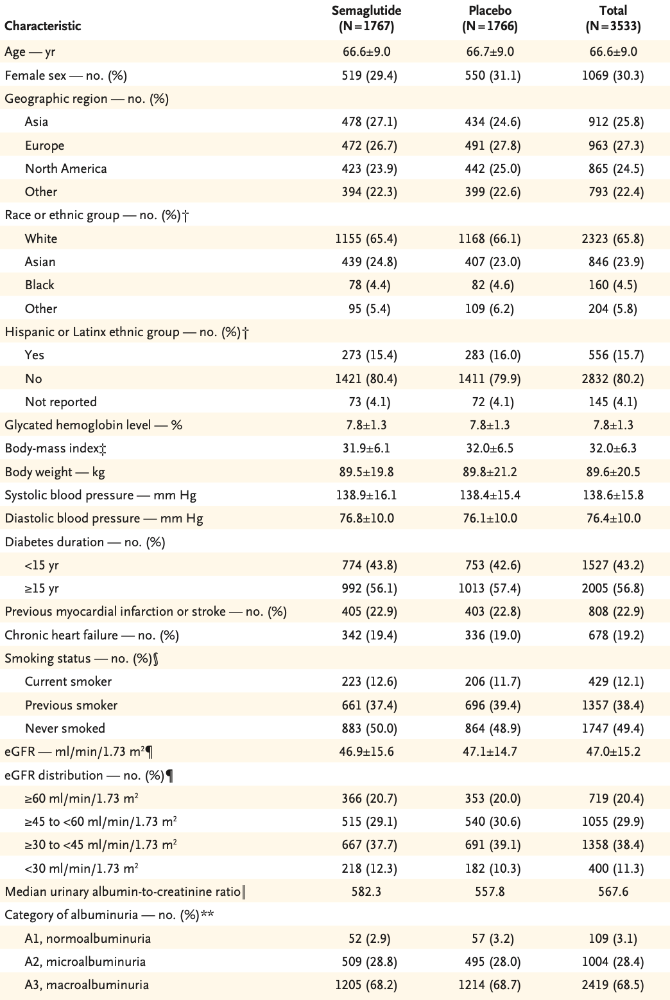 Characteristic Semaglutide (N=1767) Placebo (N=1766) Total (N=3533)
Age — yr 66.6±9.0 66.7±9.0 66.6±9.0
Female sex — no. (%) 519 (29.4) 550 (31.1) 1069 (30.3)
Geographic region — no. (%)
Asia 478 (27.1) 434 (24.6) 912 (25.8)
Europe 472 (26.7) 491 (27.8) 963 (27.3)
North America 423 (23.9) 442 (25.0) 865 (24.5)
Other 394 (22.3) 399 (22.6) 793 (22.4)
Race or ethnic group — no. (%)†
White 1155 (65.4) 1168 (66.1) 2323 (65.8)
Asian 439 (24.8) 407 (23.0) 846 (23.9)
Black 78 (4.4) 82 (4.6) 160 (4.5)
Other 95 (5.4) 109 (6.2) 204 (5.8)
Hispanic or Latinx ethnic group — no. (%)†
Yes 273 (15.4) 283 (16.0) 556 (15.7)
No 1421 (80.4) 1411 (79.9) 2832 (80.2)
Not reported 73 (4.1) 72 (4.1) 145 (4.1)
Glycated hemoglobin level — % 7.8±1.3 7.8±1.3 7.8±1.3
Body-mass index‡ 31.9±6.1 32.0±6.5 32.0±6.3
Body weight — kg 89.5±19.8 89.8±21.2 89.6±20.5
Systolic blood pressure — mm Hg 138.9±16.1 138.4±15.4 138.6±15.8
Diastolic blood pressure — mm Hg 76.8±10.0 76.1±10.0 76.4±10.0
Diabetes duration — no. (%)
<15 yr 774 (43.8) 753 (42.6) 1527 (43.2)
≥15 yr 992 (56.1) 1013 (57.4) 2005 (56.8)
Previous myocardial infarction or stroke — no. (%) 405 (22.9) 403 (22.8) 808 (22.9)
Chronic heart failure — no. (%) 342 (19.4) 336 (19.0) 678 (19.2)
Smoking status — no. (%)§
Current smoker 223 (12.6) 206 (11.7) 429 (12.1)
Previous smoker 661 (37.4) 696 (39.4) 1357 (38.4)
Never smoked 883 (50.0) 864 (48.9) 1747 (49.4)
eGFR — ml/min/1.73 m²¶ 46.9±15.6 47.1±14.7 47.0±15.2
eGFR distribution — no. (%)¶
≥60 ml/min/1.73 m² 366 (20.7) 353 (20.0) 719 (20.4)
≥45 to <60 ml/min/1.73 m² 515 (29.1) 540 (30.6) 1055 (29.9)
≥30 to <45 ml/min/1.73 m² 667 (37.7) 691 (39.1) 1358 (38.4)
<30 ml/min/1.73 m² 218 (12.3) 182 (10.3) 400 (11.3)
Median urinary albumin-to-creatinine ratio‖ 582.3 557.8 567.6
Category of albuminuria — no. (%)**
A1, normoalbuminuria 52 (2.9) 57 (3.2) 109 (3.1)
A2, microalbuminuria 509 (28.8) 495 (28.0) 1004 (28.4)
A3, macroalbuminuria 1205 (68.2) 1214 (68.7) 2419 (68.5)